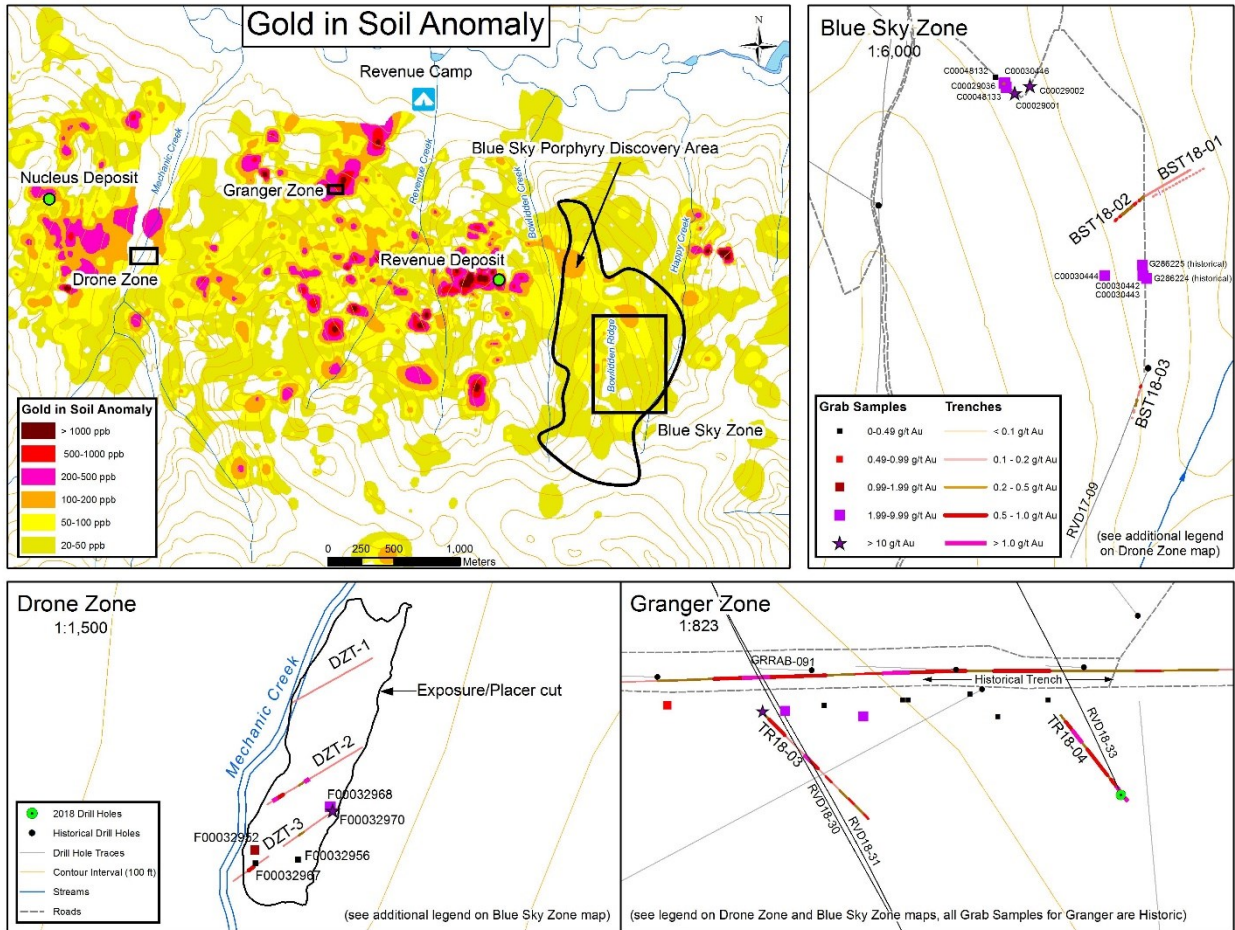 Gold in Soil Anomaly
N
Revenue Camp
Mechanic Creek
Blue Sky Porphyry Discovery Area
Nucleus Deposit
Granger Zone
Revenue Creek
Bowlidden Creek
Happy Creek
Drone Zone
Revenue Deposit
Bowlidden Ridge
Blue Sky Zone
Gold in Soil Anomaly
> 1000 ppb
500-1000 ppb
200-500 ppb
100-200 ppb
50-100 ppb
20-50 ppb
0 250 500 1,000
Meters
Blue Sky Zone
1:6,000
C00048132
C00030446
C00029036
C00029002
C00048133
C00029001
BST18-01
BST18-02
G286225 (historical)
C00030444
G286224 (historical)
C00030442
C00030443
BST18-03
RVD17-09
Grab Samples
Trenches
0-0.49 g/t Au
< 0.1 g/t Au
0.49-0.99 g/t Au
0.1 - 0.2 g/t Au
0.99-1.99 g/t Au
0.2 - 0.5 g/t Au
1.99-9.99 g/t Au
0.5 - 1.0 g/t Au
> 10 g/t Au
> 1.0 g/t Au
(see additional legend
on Drone Zone map)
Drone Zone
1:1,500
DZT-1
Exposure/Placer cut
Mechanic Creek
DZT-2
F00032968
F00032970
DZT-3
F00032952
F00032956
F00032967
2018 Drill Holes
Historical Drill Holes
Drill Hole Traces
Contour Interval (100 ft)
Streams
Roads
(see additional legend on Blue Sky Zone map)
Granger Zone
1:823
GRRAB-091
Historical Trench
TR18-03
TR18-04
RVD18-33
RVD18-30
RVD18-31
(see legend on Drone Zone and Blue Sky Zone maps, all Grab Samples for Granger are Historic)